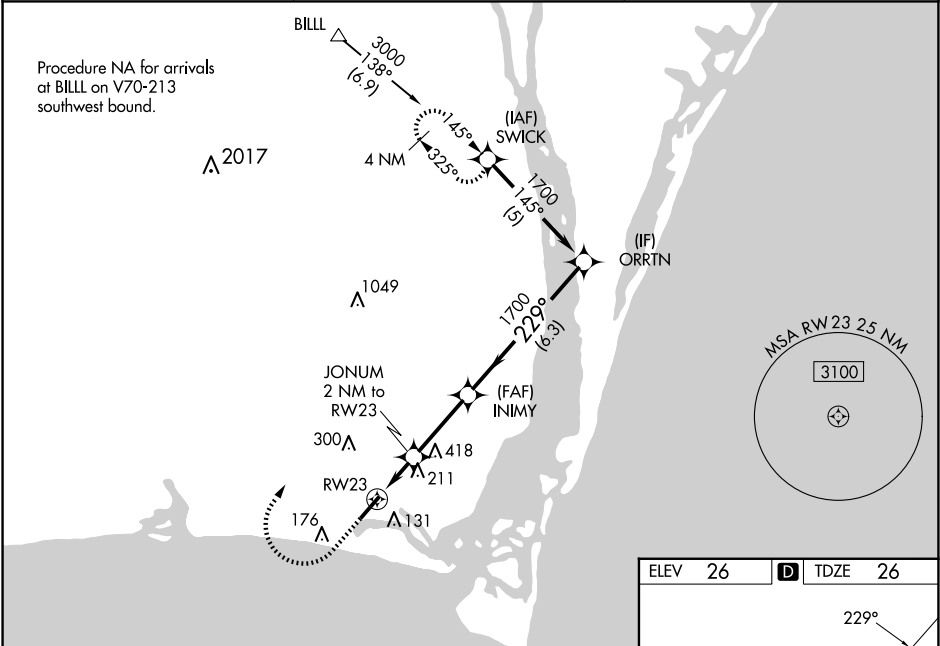 BILLL
3000
138°
(6.9)
Procedure NA for arrivals
at BILLL on V70-213
southwest bound.
2017
4 NM
145°
325°
(IAF)
SWICK
1700
145°
(5)
(IF)
ORRTN
1049
1700
229°
(6.3)
MSA RW 23 25 NM
3100
JONUM
2 NM to
RW23
(FAF)
INIMY
300
418
211
RW23
176
131
ELEV 26 D TDZE 26
229°